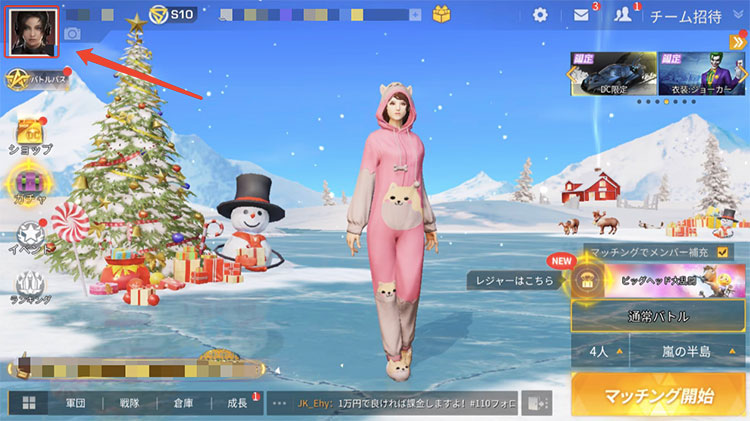 S10
3
1
チーム招待
バトルパス
限定
DC限定
限定
衣装:ジョーカー
DC
ショップ
ガチャ
イベント
ランキング
マッチングでメンバー補充
NEW
レジャーはこちら
ビッグヘッド大乱闘
通常バトル
4人
嵐の半島
マッチング開始
軍団
戦隊
倉庫
成長
1
JK_Ehy: 1万円で良ければ課金しますよ! #110フォロ